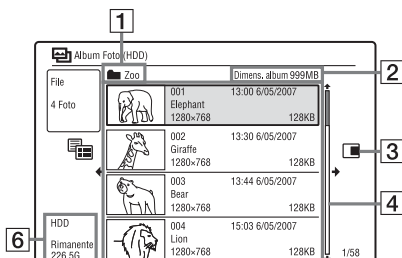 1
Album Foto (HDD)
Zoo
Dimens. album 999MB
2
File
4 Foto
001
13:00 6/05/2007
Elephant
1280×768
128KB
002
13:30 6/05/2007
Giraffe
1280×768
128KB
3
003
13:44 6/05/2007
Bear
1280×768
128KB
4
004
15:03 6/05/2007
Lion
1280×768
128KB
6
HDD
Rimanente
226.5G
1/58